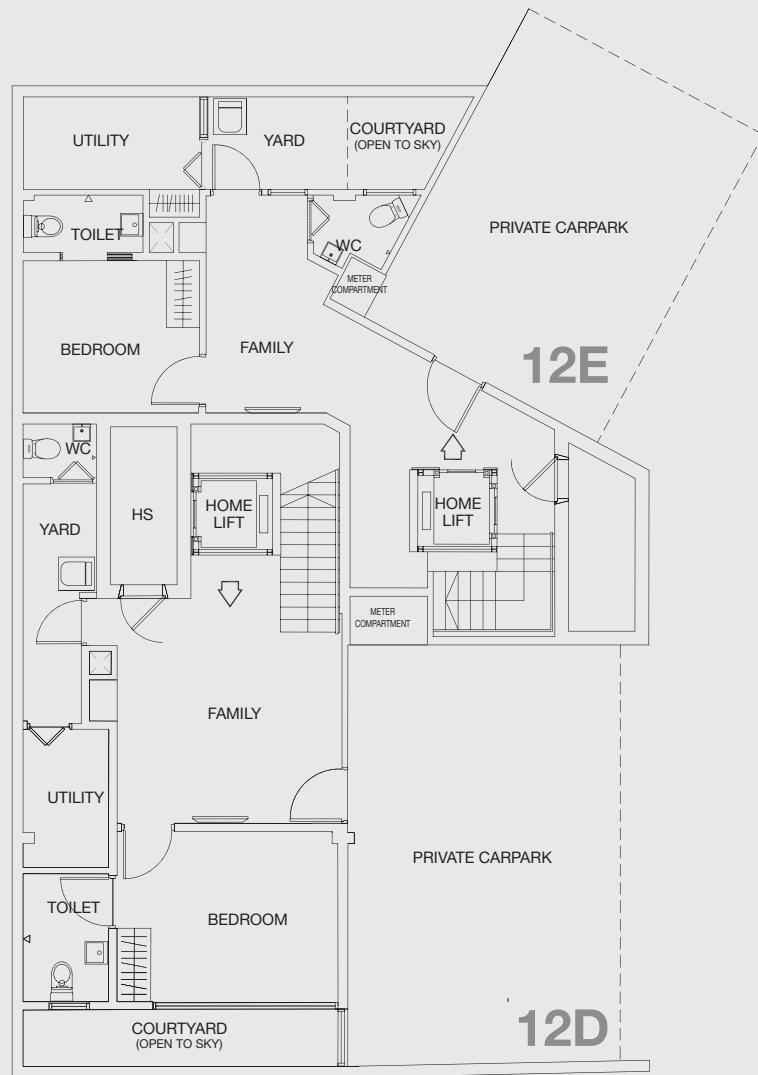 UTILITY
YARD
COURTYARD
(OPEN TO SKY)
PRIVATE CARPARK
TOILET
WC
METER
COMPARTMENT
BEDROOM
FAMILY
12E
WC
YARD
HS
HOME
LIFT
HOME
LIFT
METER
COMPARTMENT
FAMILY
UTILITY
PRIVATE CARPARK
TOILET
BEDROOM
COURTYARD
(OPEN TO SKY)
12D